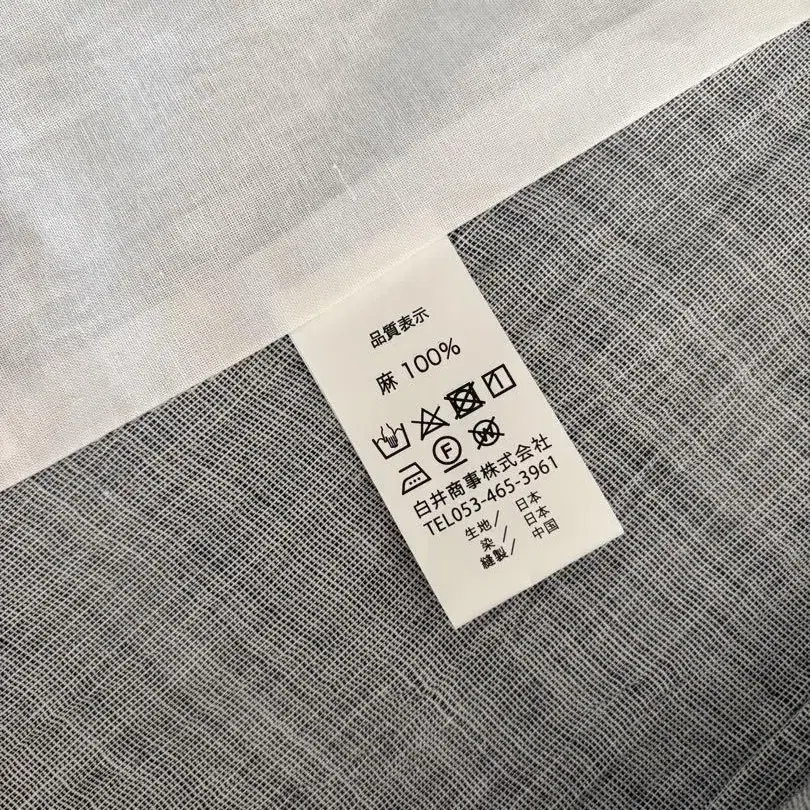 品質表示
麻 100%
F
W
白井商事株式会社
TEL053-465-3961
生地/ 日本
染/ 日本
縫製/ 中国